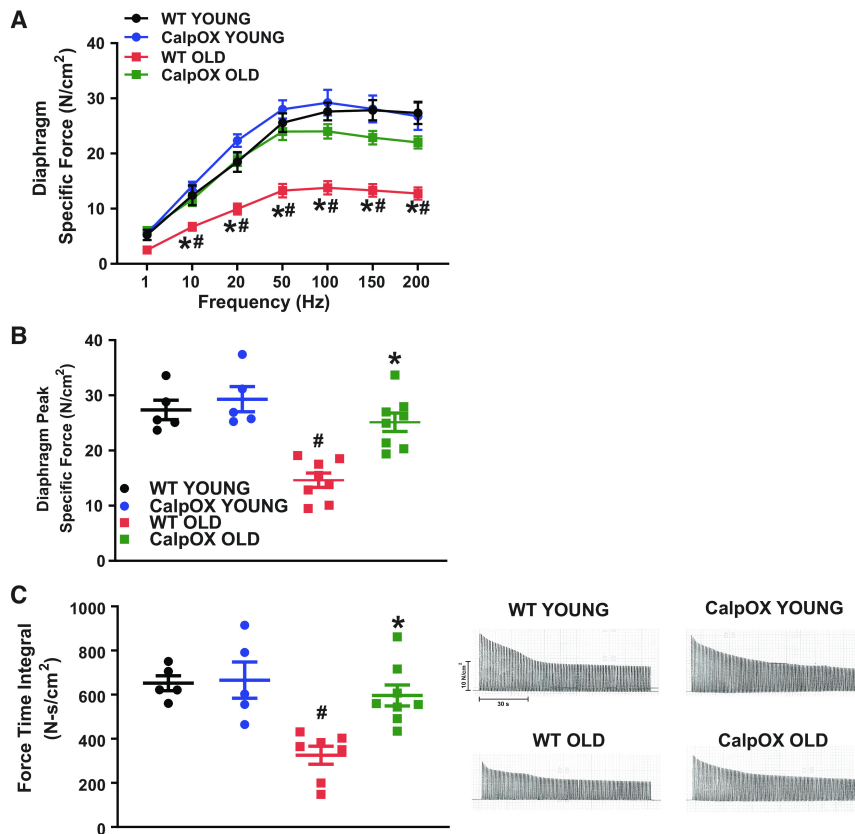 A
WT YOUNG
CalpOX YOUNG
WT OLD
CalpOX OLD
Diaphragm
Specific Force (N/cm²)
40
30
20
10
0
*# *# *# *# *# *#
1 10 20 50 100 150 200
Frequency (Hz)
B
Diaphragm Peak
Specific Force (N/cm²)
40
30
20
10
0
#
*
WT YOUNG
CalpOX YOUNG
WT OLD
CalpOX OLD
C
Force Time Integral
(N-s/cm²)
1000
800
600
400
200
0
#
*
WT YOUNG
CalpOX YOUNG
10 N/cm²
30 s
WT OLD
CalpOX OLD